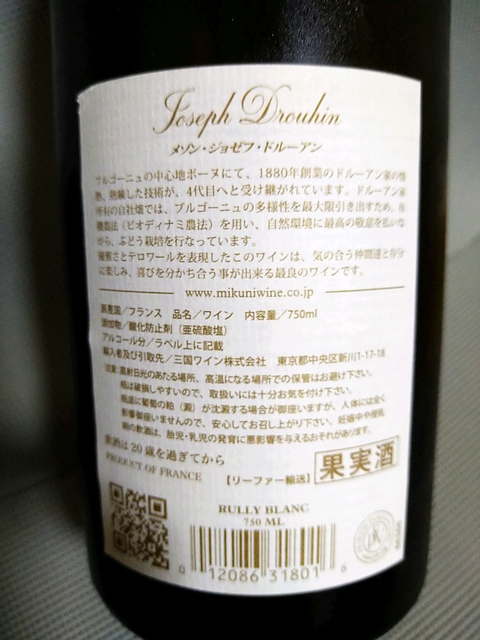 Joseph Drouhin
メゾン・ジョゼフ・ドルーアン
ブルゴーニュの中心地ボーヌにて、1880年創業のドルーアン家の情
熱、熟練した技術が、4代目へと受け継がれています。ドルーアン家
所有の自社畑では、ブルゴーニュの多様性を最大限引き出すため、有
機農法（ビオディナミ農法）を用い、自然環境に最高の敬意を払いな
がら、ぶどう栽培を行なっています。
優雅さとテロワールを表現したこのワインは、気の合う仲間達と存分
に楽しみ、喜びを分かち合う事が出来る最良のワインです。
www.mikuniwine.co.jp
原産国／フランス 品名／ワイン 内容量／750ml
添加物／酸化防止剤（亜硫酸塩）
アルコール分／ラベル上に記載
輸入者及び引取先／三国ワイン株式会社 東京都中央区新川1-17-18
注意：直射日光のあたる場所、高温になる場所での保管はお避け下さい。
瓶は破損しやすいので、取扱いには十分お気を付け下さい。
瓶底に葡萄の粕（澱）が沈澱する場合が御座いますが、人体には全く
影響御座いませんので、安心してお召し上がり下さい。妊娠中や授乳
期の飲酒は、胎児・乳児の発育に悪影響を与えるおそれがあります。
飲酒は20歳を過ぎてから
PRODUCT OF FRANCE
【リーファー輸送】
果実酒
RULLY BLANC
750 ML
0 12086 31801 6